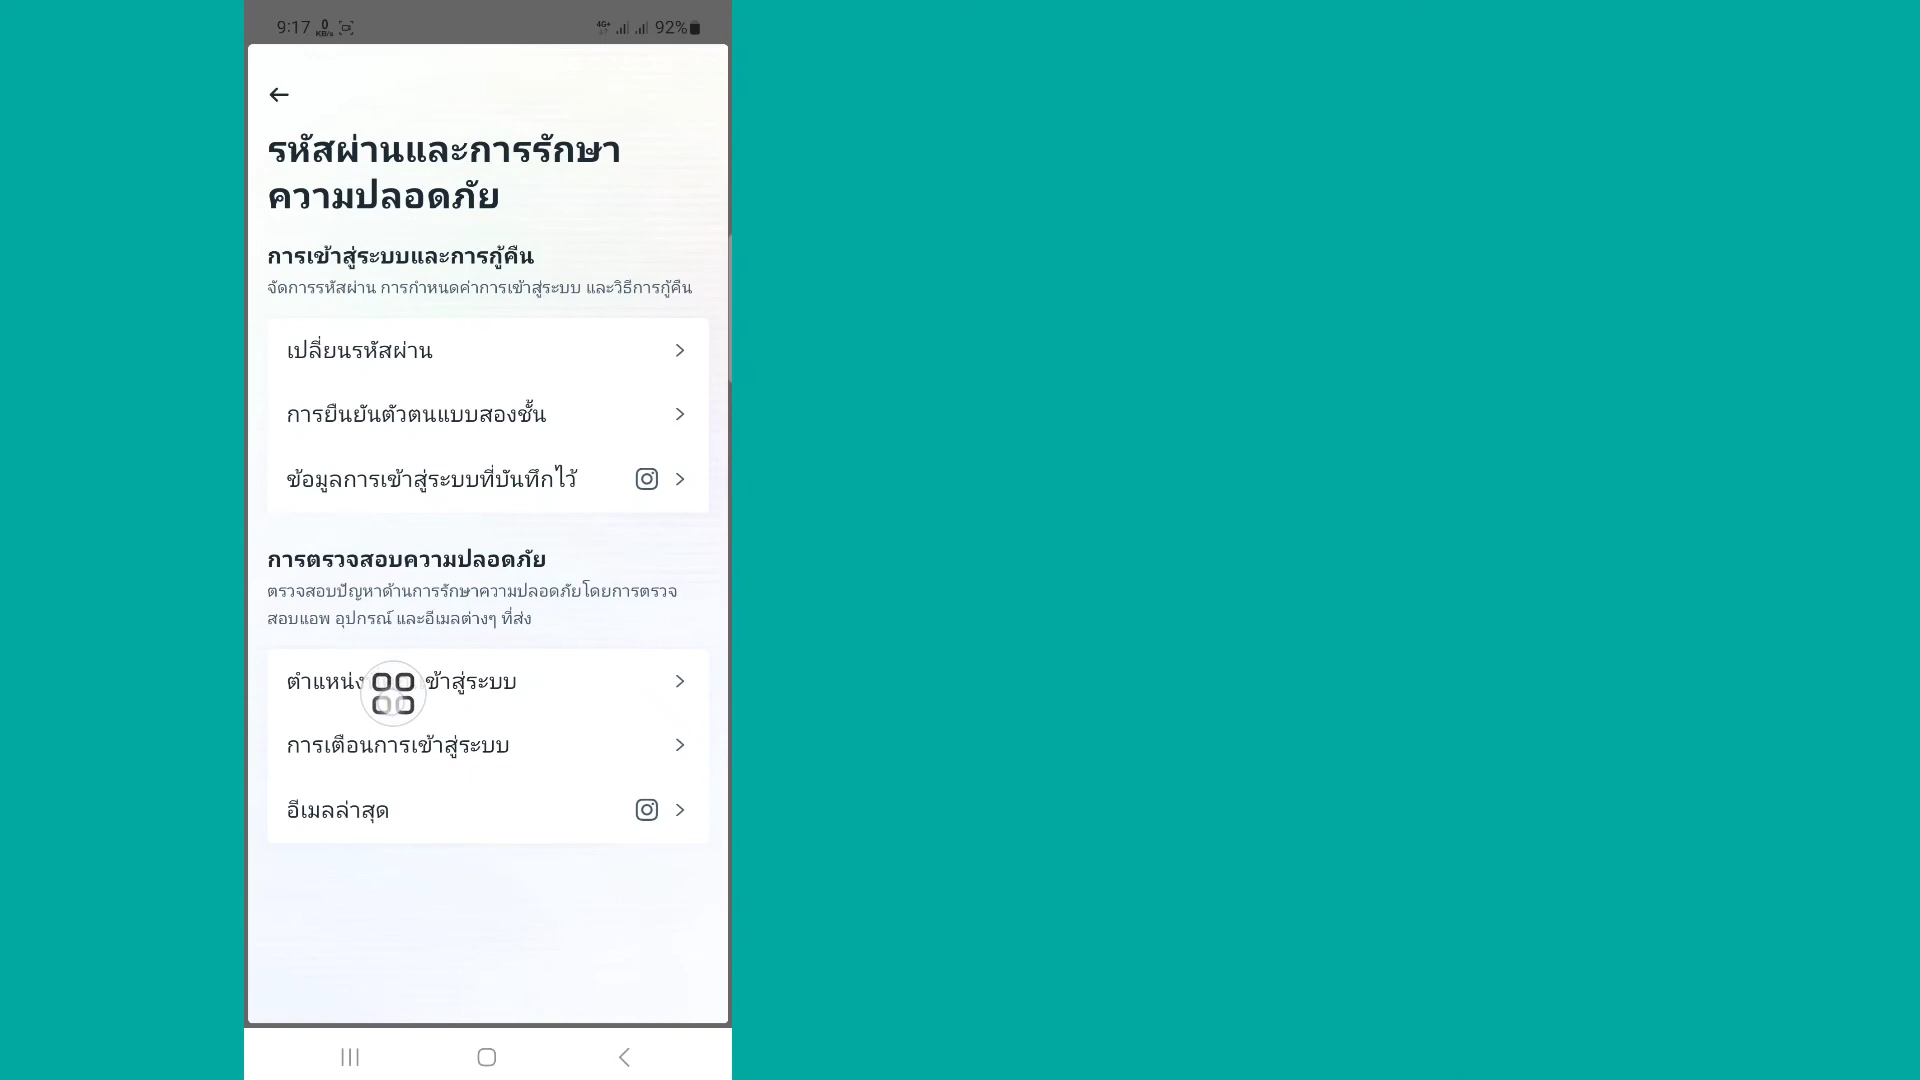 9:17 0 KB/s 4G+ 92%
รหัสผ่านและการรักษา
ความปลอดภัย
การเข้าสู่ระบบและการกู้คืน
จัดการรหัสผ่าน การกำหนดค่าการเข้าสู่ระบบ และวิธีการกู้คืน
เปลี่ยนรหัสผ่าน
การยืนยันตัวตนแบบสองชั้น
ข้อมูลการเข้าสู่ระบบที่บันทึกไว้
การตรวจสอบความปลอดภัย
ตรวจสอบปัญหาด้านการรักษาความปลอดภัยโดยการตรวจ
สอบแอพ อุปกรณ์ และอีเมลต่างๆ ที่ส่ง
ตำแหน่ง เข้าสู่ระบบ
การเตือนการเข้าสู่ระบบ
อีเมลล่าสุด